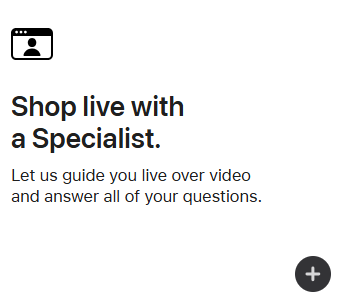 Shop live with
a Specialist.
Let us guide you live over video
and answer all of your questions.